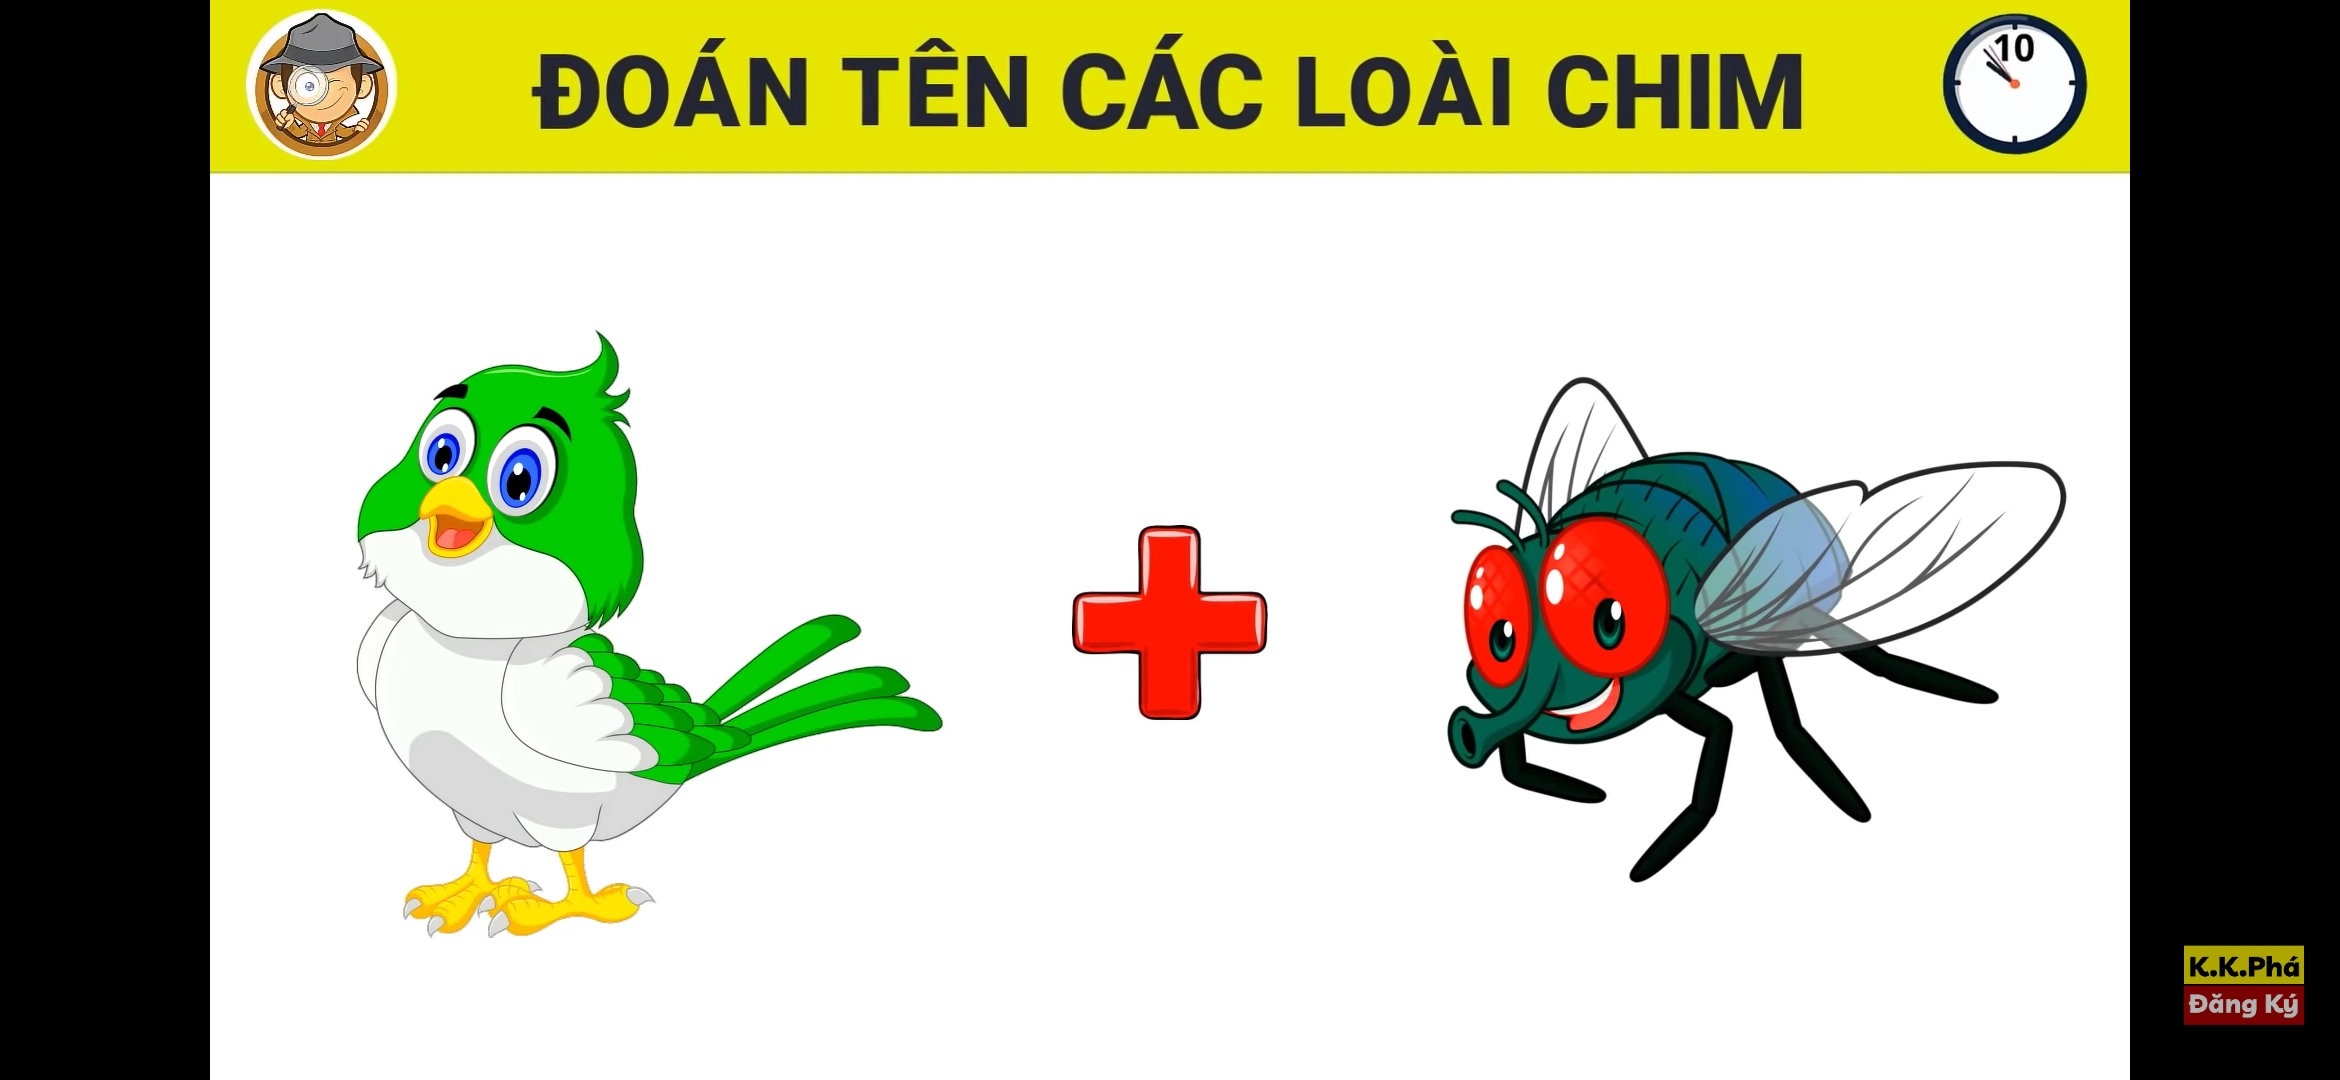 ĐOÁN TÊN CÁC LOÀI CHIM
10
K.K.Phá
Đăng Ký